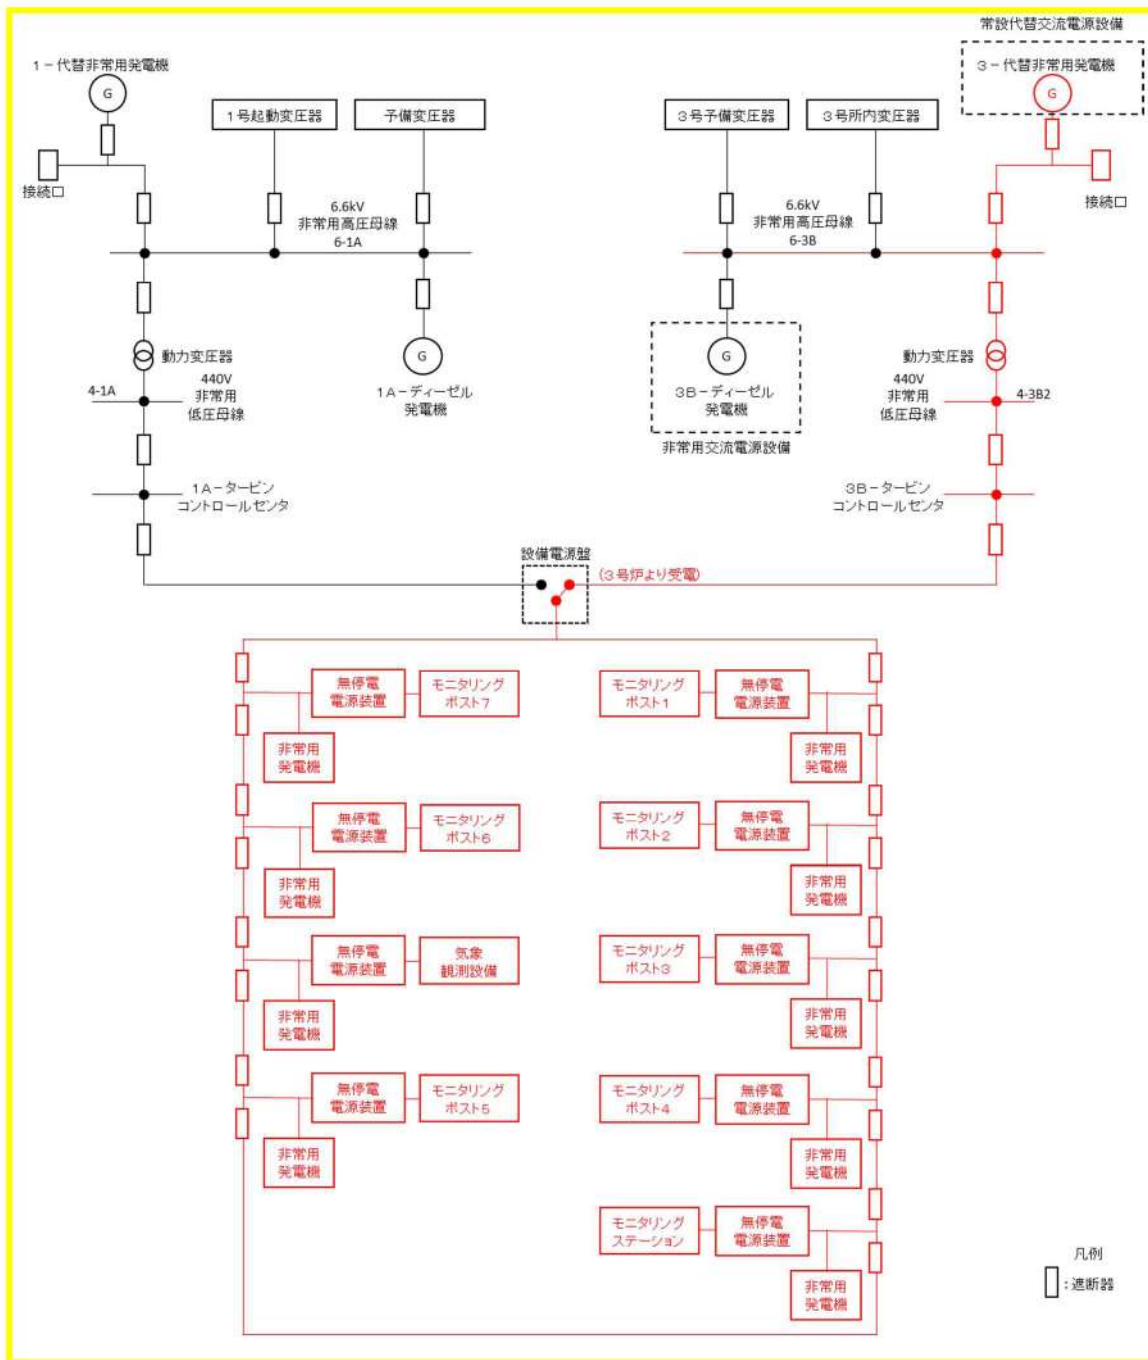 常設代替交流電源設備
1-代替非常用発電機
G
1号起動変圧器
予備変圧器
3号予備変圧器
3号所内変圧器
3-代替非常用発電機
G
接続口
接続口
6.6kV
非常用高圧母線
6-1A
6.6kV
非常用高圧母線
6-3B
動力変圧器
G
1A-ディーゼル
発電機
G
3B-ディーゼル
発電機
非常用交流電源設備
動力変圧器
4-1A
440V
非常用
低圧母線
440V
非常用
低圧母線
4-3B2
1A-タービン
コントロールセンタ
3B-タービン
コントロールセンタ
設備電源盤
(3号炉より受電)
無停電
電源装置
モニタリング
ポスト7
非常用
発電機
モニタリング
ポスト1
無停電
電源装置
非常用
発電機
無停電
電源装置
モニタリング
ポスト6
非常用
発電機
モニタリング
ポスト2
無停電
電源装置
非常用
発電機
無停電
電源装置
気象
観測設備
非常用
発電機
モニタリング
ポスト3
無停電
電源装置
非常用
発電機
無停電
電源装置
モニタリング
ポスト5
非常用
発電機
モニタリング
ポスト4
無停電
電源装置
非常用
発電機
モニタリング
ステーション
無停電
電源装置
非常用
発電機
凡例
:遮断器